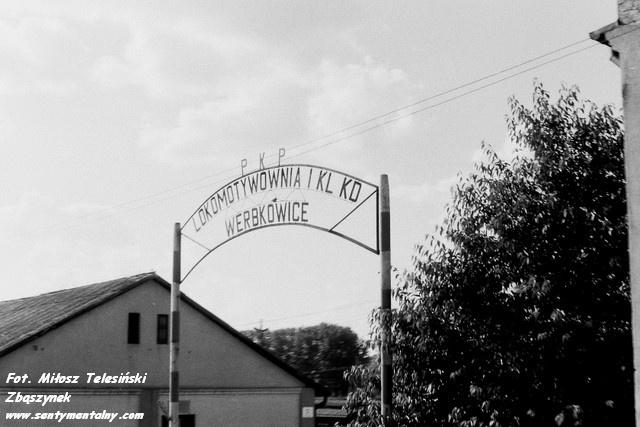 PKP
LOKOMOTYWOWNIA I KL KD
WERBKOWICE
Fot. Miłosz Telesiński
Zbąszynek
www.sentymentalny.com